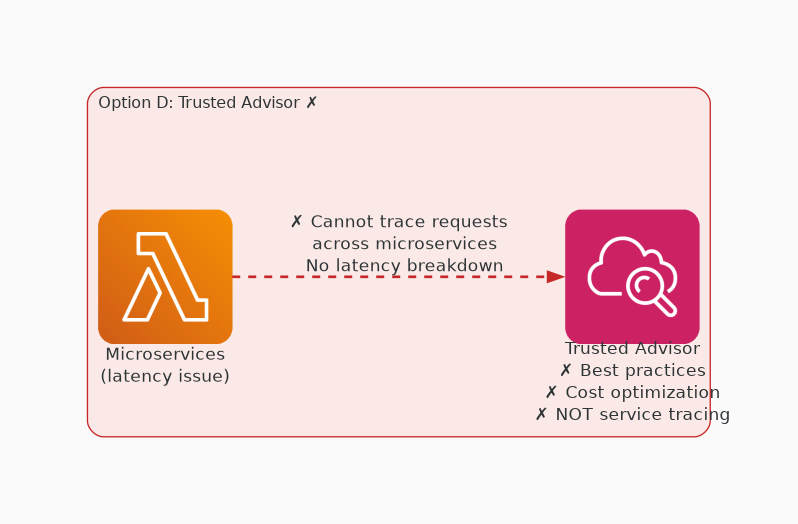 Option D: Trusted Advisor ✗
✗ Cannot trace requests
across microservices
No latency breakdown
Microservices
(latency issue)
Trusted Advisor
✗ Best practices
✗ Cost optimization
✗ NOT service tracing